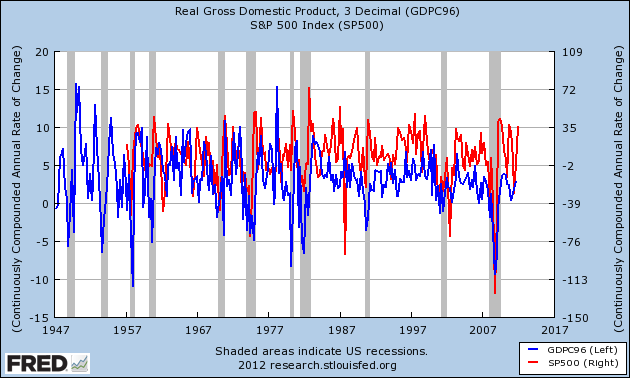 Real Gross Domestic Product, 3 Decimal (GDPC96)
S&P 500 Index (SP500)
(Continuously Compounded Annual Rate of Change)
20
15
10
5
0
-5
-10
-15
109
72
35
-2
-39
-76
-113
-150
(Continuously Compounded Annual Rate of Change)
1947 1957 1967 1977 1987 1997 2007 2017
Shaded areas indicate US recessions.
2012 research.stlouisfed.org
FRED
GDPC96 (Left)
SP500 (Right)